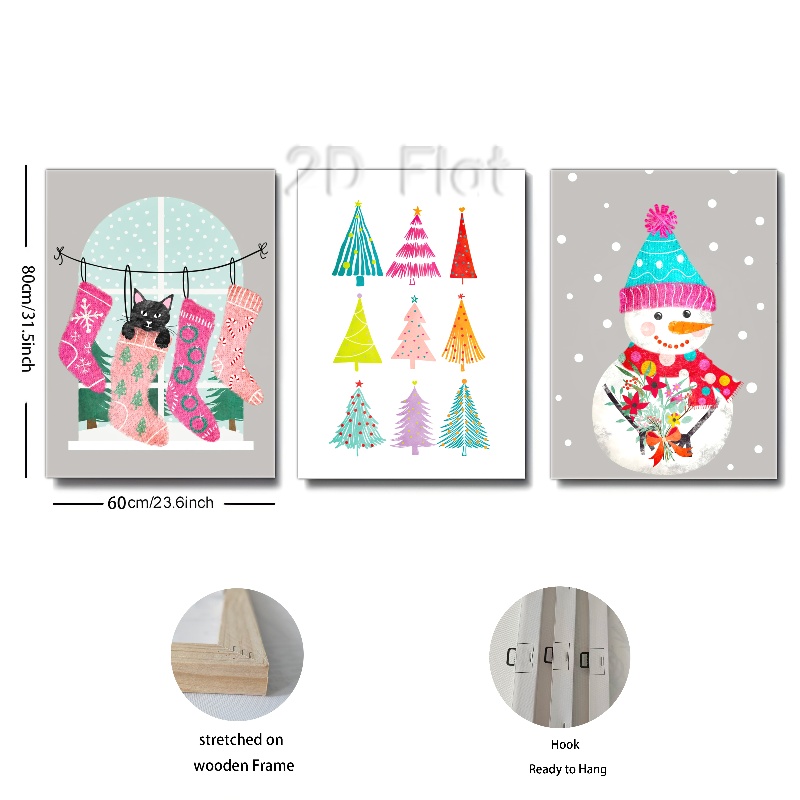 2D Flat
80cm/31.5inch
60cm/23.6inch
stretched on
wooden Frame
Hook
Ready to Hang